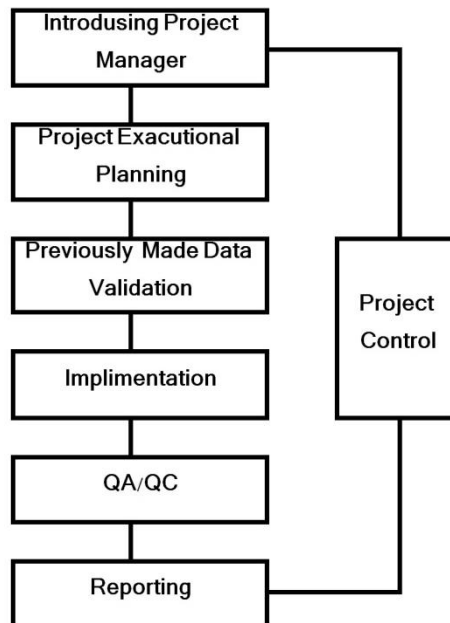 Introdusing Project
Manager
Project Exacutional
Planning
Previously Made Data
Validation
Implimentation
QA/QC
Reporting
Project
Control